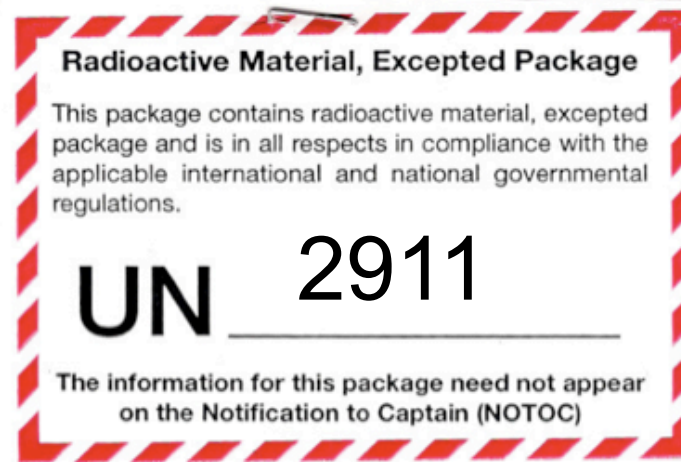 Radioactive Material, Excepted Package
This package contains radioactive material, excepted
package and is in all respects in compliance with the
applicable international and national governmental
regulations.
UN 2911
The information for this package need not appear
on the Notification to Captain (NOTOC)